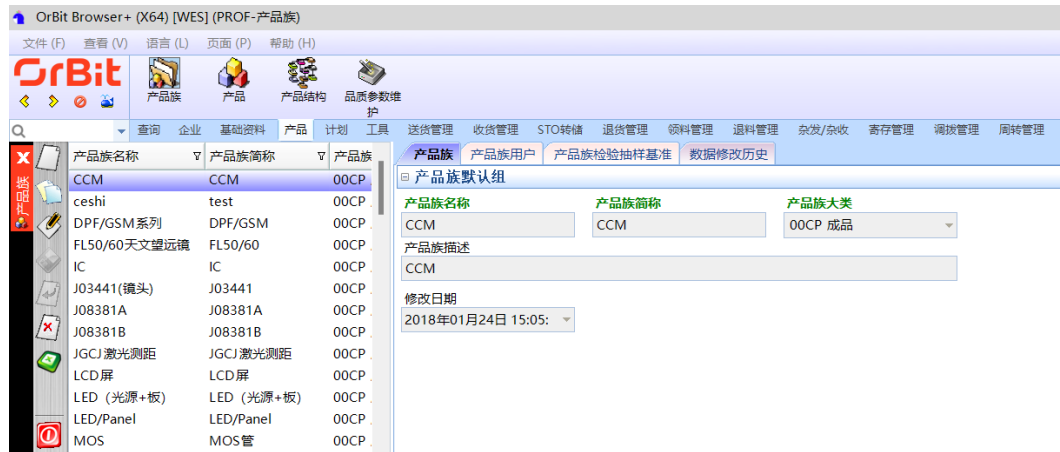 OrBit Browser+ (X64) [WES] (PROF-产品族)
文件 (F) 查看 (V) 语言 (L) 页面 (P) 帮助 (H)
OrBit
产品族 产品 产品结构 品质参数维护
查询 企业 基础资料 产品 计划 工具 送货管理 收货管理 STO转储 退货管理 领料管理 退料管理 杂发/杂收 寄存管理 调拨管理 周转管理
X
产品族
产品族名称 产品族简称 产品族
CCM CCM 00CP
ceshi test 00CP
DPF/GSM系列 DPF/GSM 00CP
FL50/60天文望远镜 FL50/60 00CP
IC IC 00CP
J03441(镜头) J03441 00CP
J08381A J08381A 00CP
J08381B J08381B 00CP
JGCJ激光测距 JGCJ激光测距 00CP
LCD屏 LCD屏 00CP
LED（光源+板) LED（光源+板) 00CP
LED/Panel LED/Panel 00CP
MOS MOS管 00CP
产品族 产品族用户 产品族检验抽样基准 数据修改历史
产品族默认组
产品族名称 产品族简称 产品族大类
CCM CCM 00CP 成品
产品族描述
CCM
修改日期
2018年01月24日 15:05: